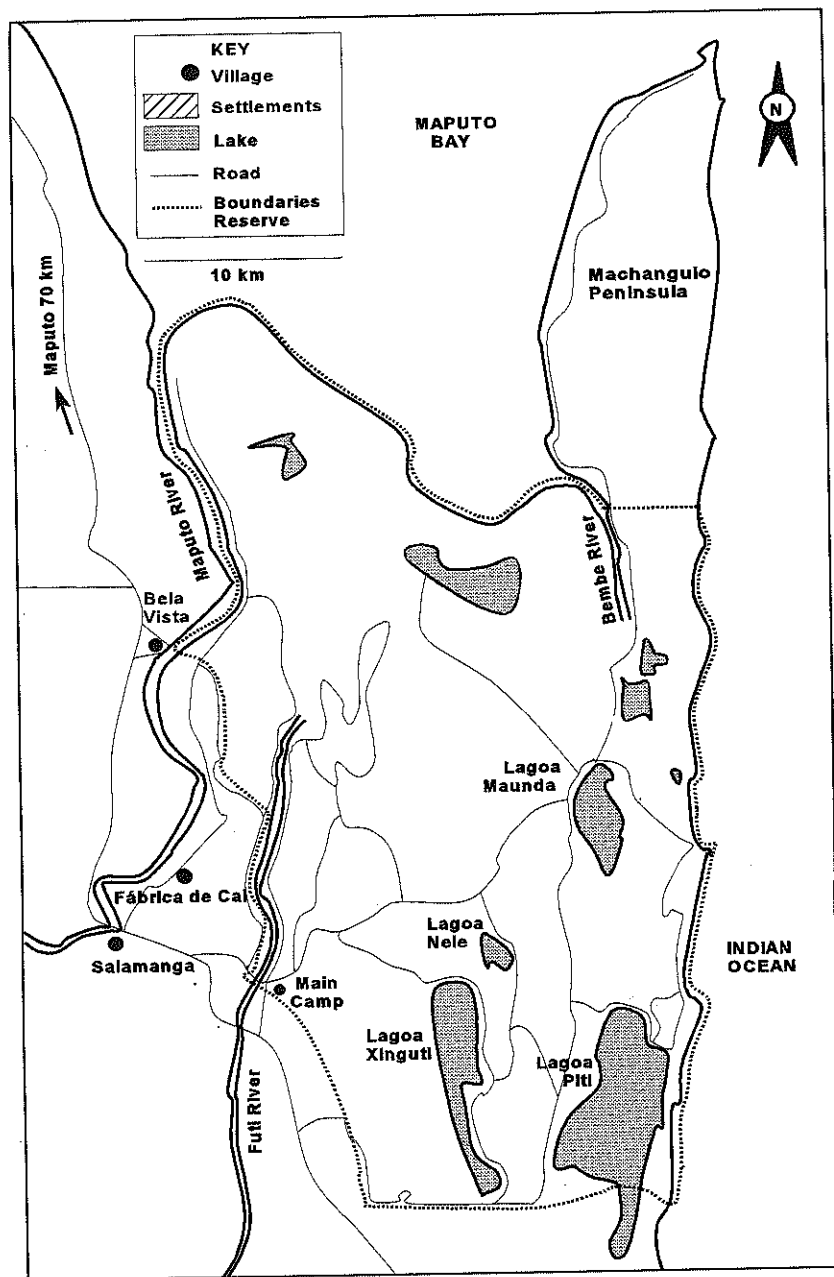 KEY
Village
Settlements
Lake
Road
Boundaries
Reserve
10 km
MAPUTO
BAY
N
Machangulo
Peninsula
Maputo 70 km
Maputo River
Bembe River
Bela
Vista
Lagoa
Maunda
Fábrica de Cal
Lagoa
Nele
Salamanga
Main
Camp
INDIAN
OCEAN
Lagoa
Xinguti
Lagoa
Piti
Futi River